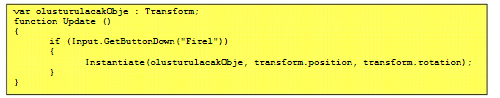 var olusturulacakObje : Transform;
function Update ()
{
if (Input.GetButtonDown("Fire1"))
{
Instantiate(olusturulacakObje, transform.position, transform.rotation);
}
}